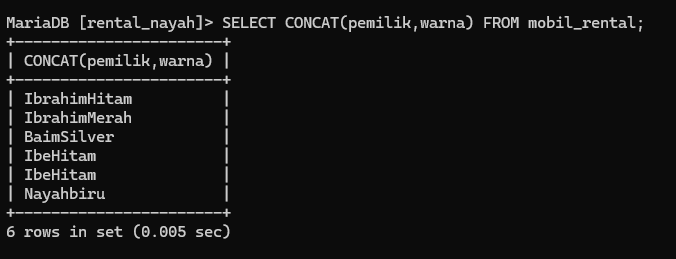 MariaDB [rental_nayah]> SELECT CONCAT(pemilik,warna) FROM mobil_rental;
+-----------------------+
| CONCAT(pemilik,warna) |
+-----------------------+
| IbrahimHitam          |
| IbrahimMerah          |
| BaimSilver            |
| IbeHitam              |
| IbeHitam              |
| Nayahbiru             |
+-----------------------+
6 rows in set (0.005 sec)